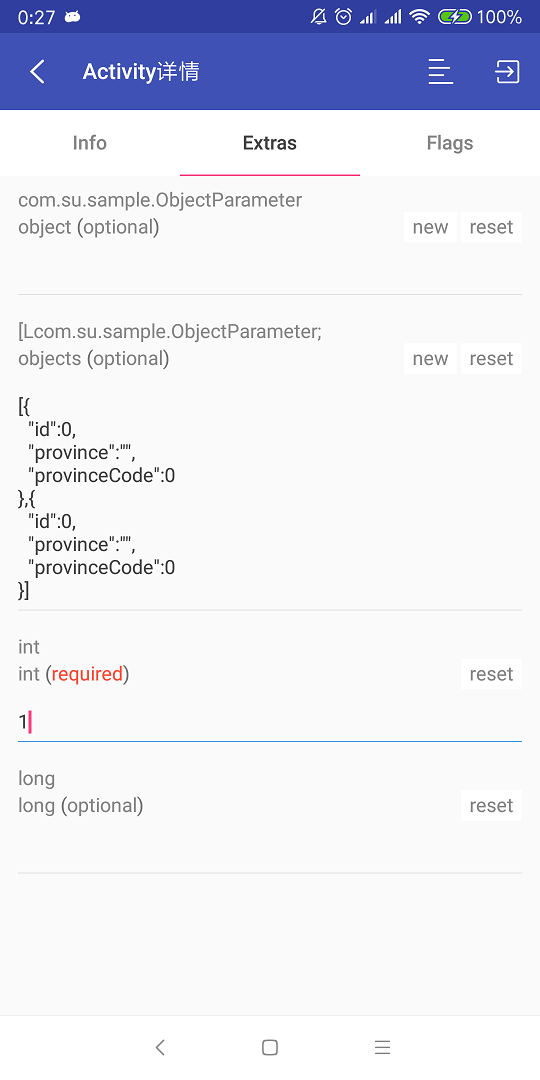 0:27 100%
Activity详情
Info Extras Flags
com.su.sample.ObjectParameter
object (optional) new reset
[Lcom.su.sample.ObjectParameter;
objects (optional) new reset
[{
"id":0,
"province":"",
"provinceCode":0
},{
"id":0,
"province":"",
"provinceCode":0
}]
int
int (required) reset
1
long
long (optional) reset